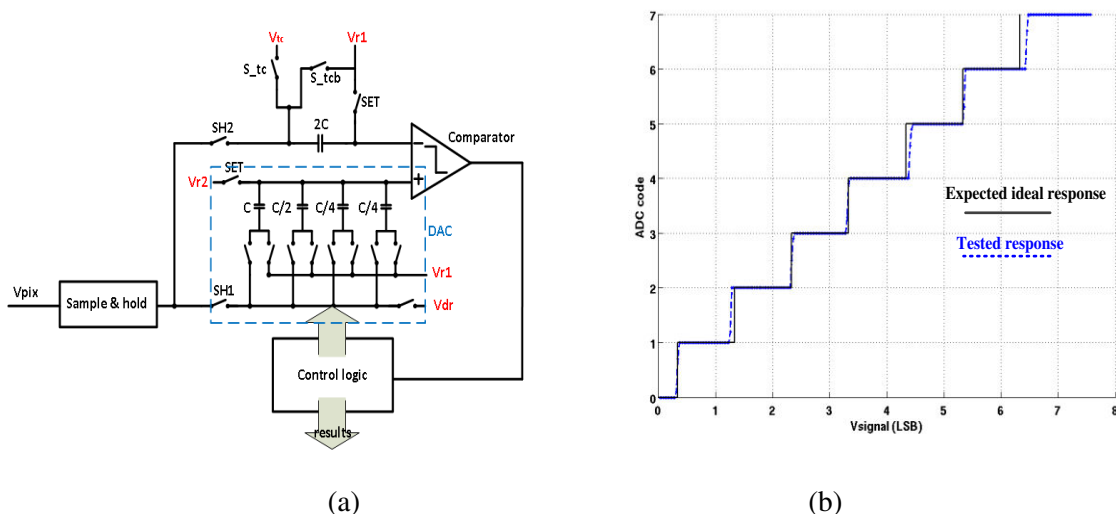 Vtc
Vr1
S_tc
S_tcb
SET
SH2
2C
Comparator
Vr2
SET
C
C/2
C/4
C/4
DAC
Vr1
Vpix
Sample & hold
SH1
Vdr
Control logic
results
(a)
7
6
5
4
3
2
1
0
ADC code
Expected ideal response
Tested response
0
1
2
3
4
5
6
7
8
Vsignal (LSB)
(b)